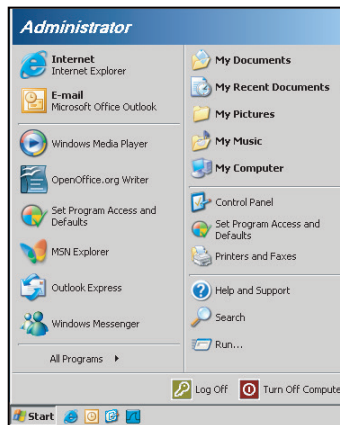 Administrator
Internet
Internet Explorer
E-mail
Microsoft Office Outlook
Windows Media Player
OpenOffice.org Writer
Set Program Access and
Defaults
MSN Explorer
Outlook Express
Windows Messenger
All Programs
My Documents
My Recent Documents
My Pictures
My Music
My Computer
Control Panel
Set Program Access and
Defaults
Printers and Faxes
Help and Support
Search
Run...
Log Off Turn Off Compute
Start